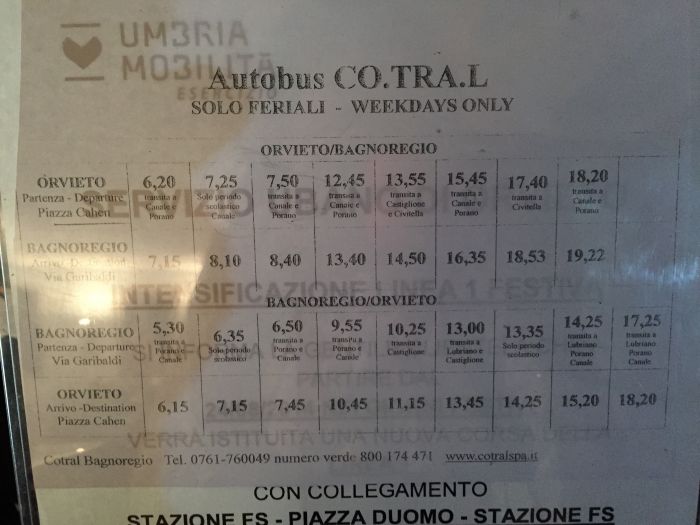 UMBRIA
MOBILITÀ
ESERCIZIO
Autobus CO.TRA.L
SOLO FERIALI - WEEKDAYS ONLY
ORVIETO/BAGNOREGIO
ORVIETO 6,20 7,25 7,50 12,45 13,55 15,45 17,40 18,20
Partenza - Departure transita a Solo periodo transita a transita a transita a transita a transita a transita a
Piazza Cahen Canale e Porano scolastico Canale Canale e Porano Canale e Porano Castiglione e Civitella Canale e Porano Civitella Canale e Porano
BAGNOREGIO
Arrivo 7,15 8,10 8,40 13,40 14,50 16,35 18,53 19,22
Via Garibaldi
INTENSIFICAZIONE LINEA 1 FESTIVA
BAGNOREGIO/ORVIETO
BAGNOREGIO 5,30 6,35 6,50 9,55 10,25 13,00 13,35 14,25 17,25
Partenza - Departure transita a Solo periodo transita a transita a transita a transita a Solo periodo transita a transita a
Via Garibaldi Porano e Canale scolastico Porano e Canale Porano e Canale Castiglione Lubriano e Castiglione scolastico Lubriano Porano Canale Lubriano Porano Canale
ORVIETO
Arrivo -Destination 6,15 7,15 7,45 10,45 11,15 13,45 14,25 15,20 18,20
Piazza Cahen
VERRA ISTITUITA UNA NUOVA CORSA DELLA
Cotral Bagnoregio Tel. 0761-760049 numero verde 800 174 471 www.cotralspa.it
CON COLLEGAMENTO
STAZIONE FS - PIAZZA DUOMO - STAZIONE FS